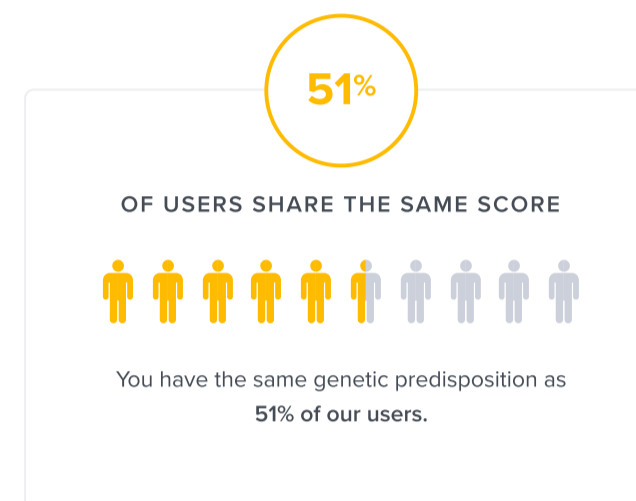 51%
OF USERS SHARE THE SAME SCORE
You have the same genetic predisposition as
51% of our users.